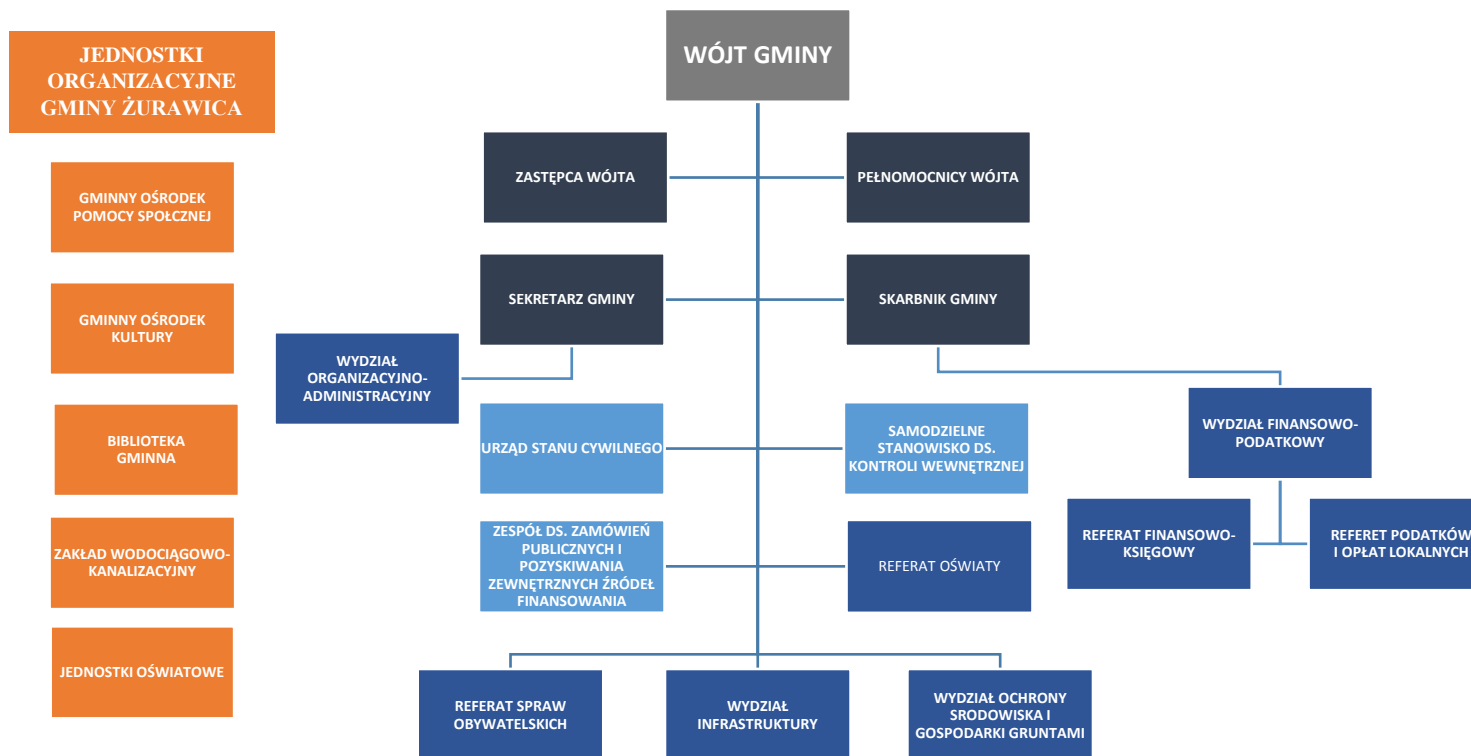 JEDNOSTKI
ORGANIZACYJNE
GMINY ŻURAWICA
GMINNY OŚRODEK
POMOCY SPOŁCZNEJ
GMINNY OŚRODEK
KULTURY
BIBLIOTEKA
GMINNA
ZAKŁAD WODOCIĄGOWO-
KANALIZACYJNY
JEDNOSTKI OŚWIATOWE
WÓJT GMINY
ZASTĘPCA WÓJTA
PEŁNOMOCNICY WÓJTA
SEKRETARZ GMINY
SKARBNIK GMINY
WYDZIAŁ
ORGANIZACYJNO-
ADMINISTRACYJNY
WYDZIAŁ FINANSOWO-
PODATKOWY
URZĄD STANU CYWILNEGO
SAMODZIELNE
STANOWISKO DS.
KONTROLI WEWNĘTRZNEJ
REFERAT FINANSOWO-
KSIĘGOWY
REFERET PODATKÓW
I OPŁAT LOKALNYCH
ZESPÓŁ DS. ZAMÓWIEŃ
PUBLICZNYCH I
POZYSKIWANIA
ZEWNĘTRZNYCH ŹRÓDEŁ
FINANSOWANIA
REFERAT OŚWIATY
REFERAT SPRAW
OBYWATELSKICH
WYDZIAŁ
INFRASTRUKTURY
WYDZIAŁ OCHRONY
SRODOWISKA I
GOSPODARKI GRUNTAMI